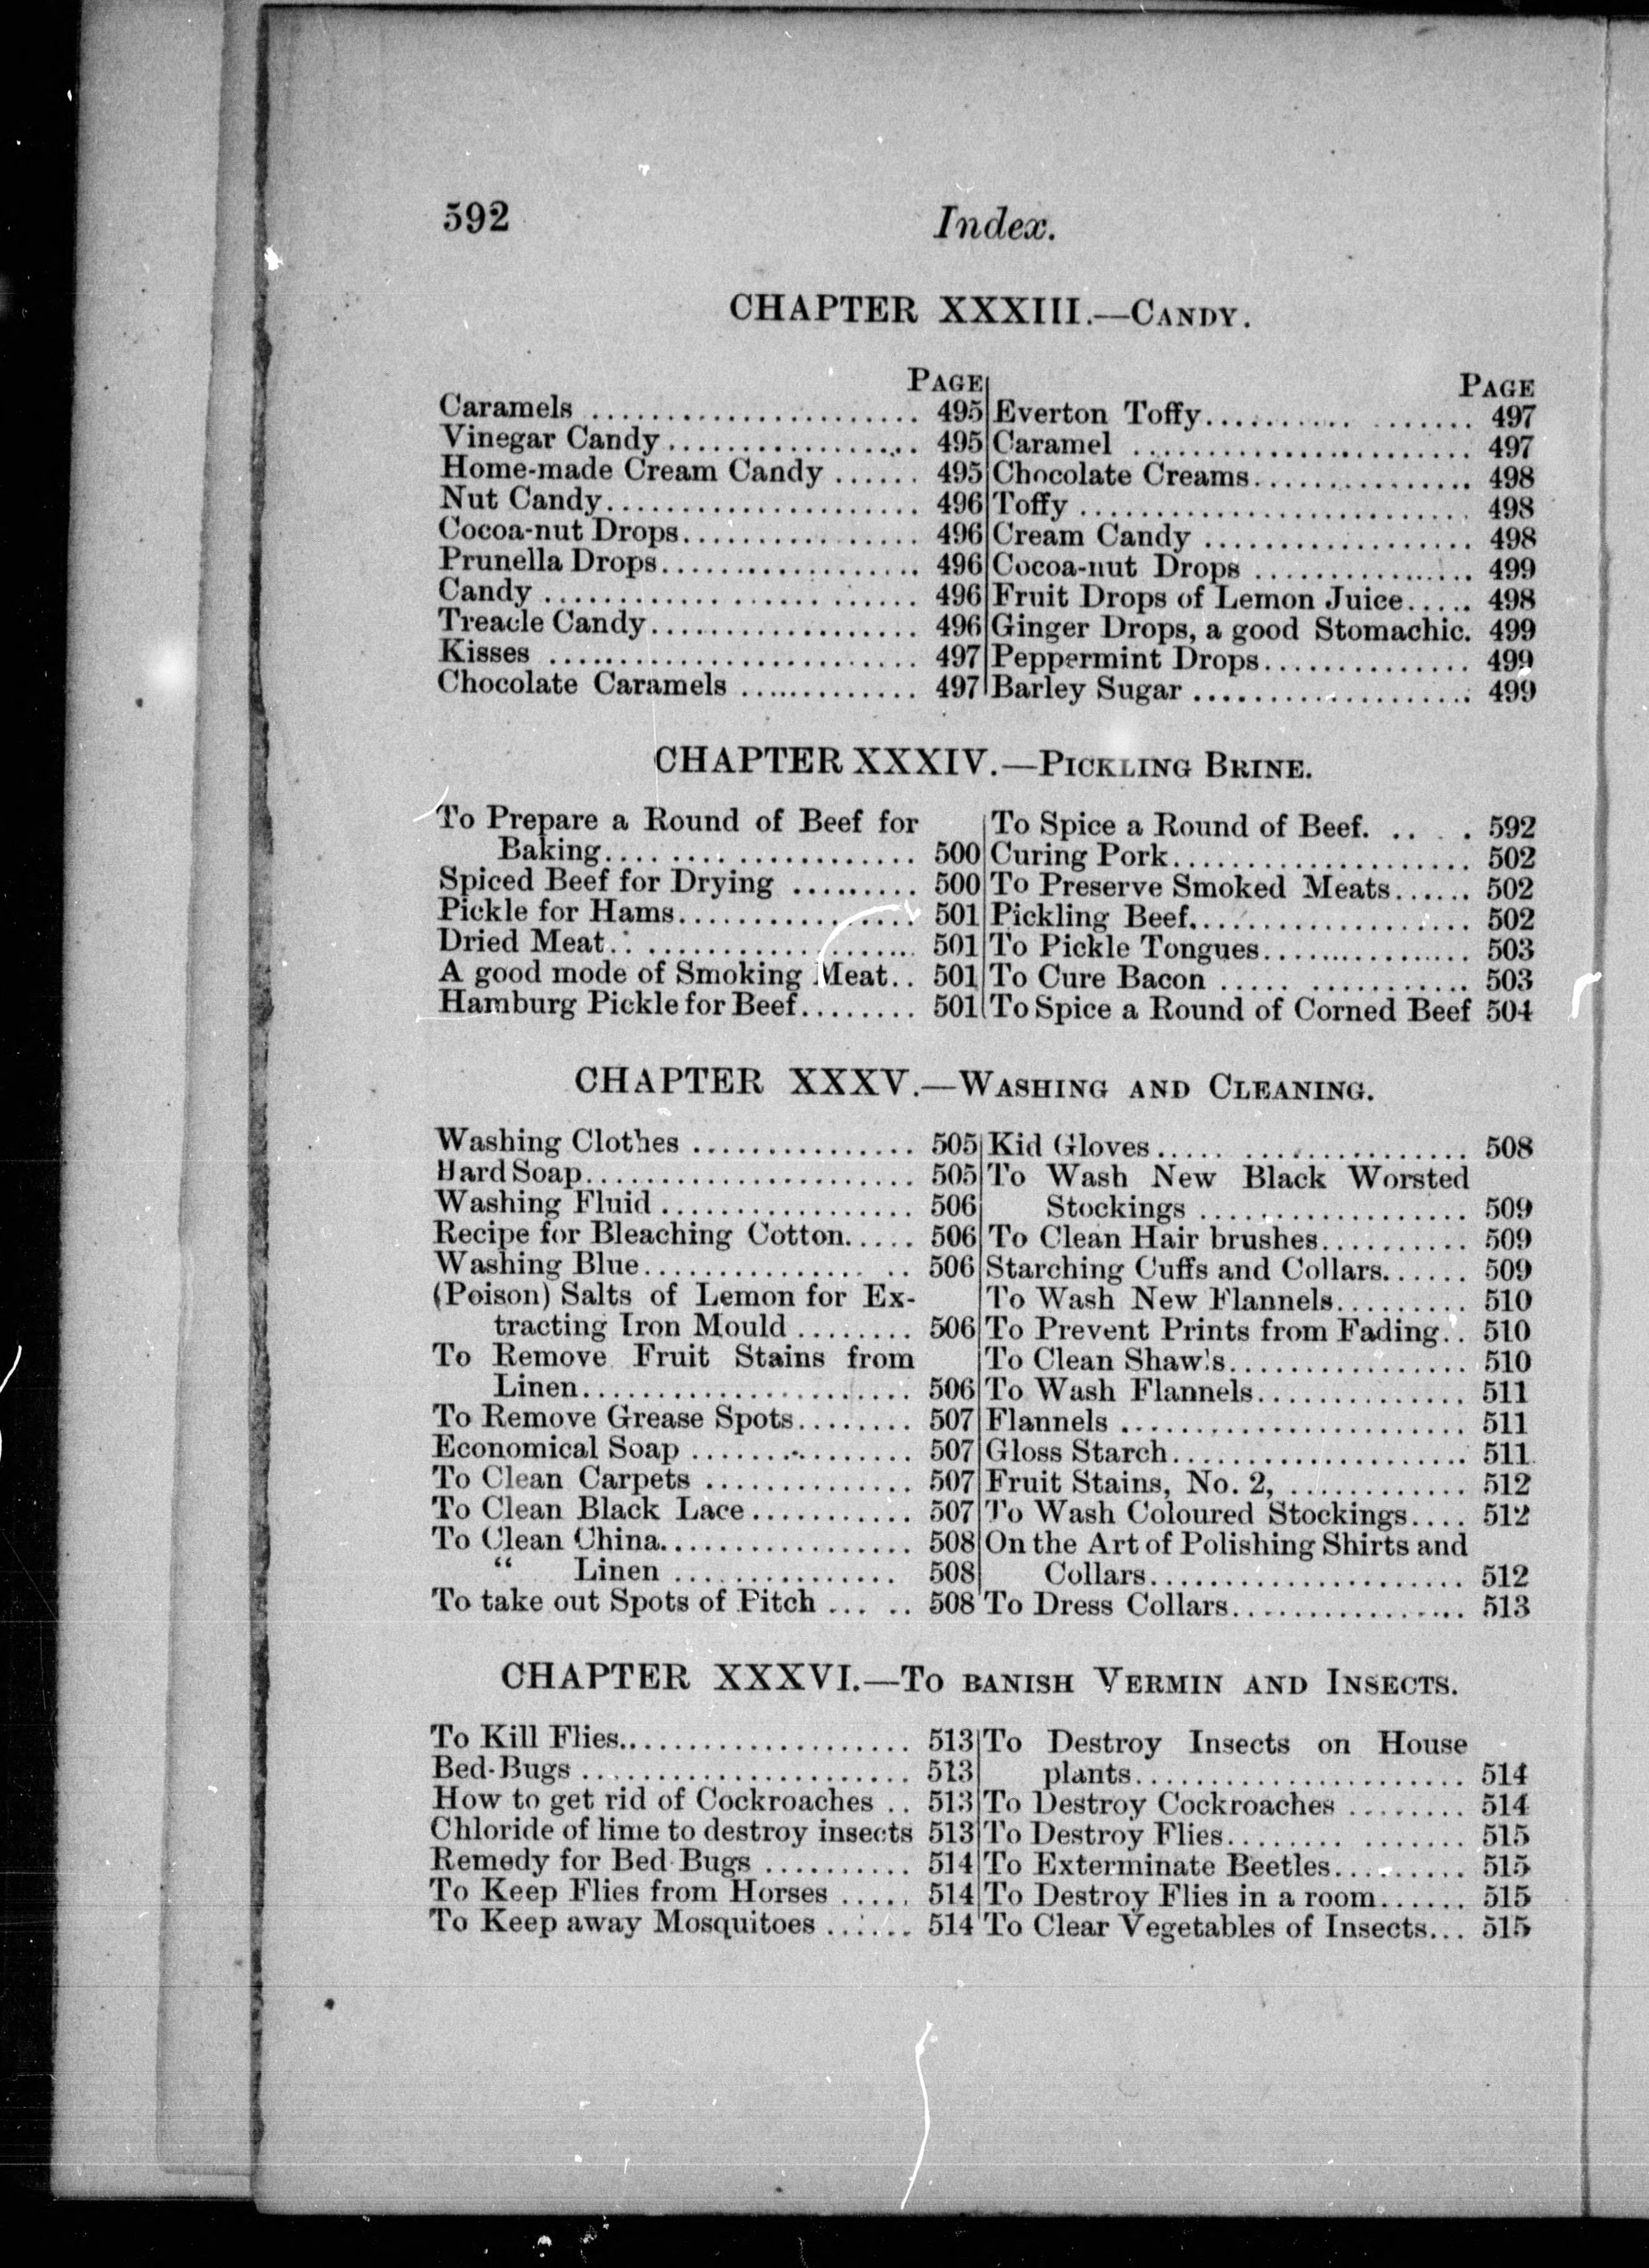 592
Index.
CHAPTER XXXIII.—CANDY.
PAGE
Caramels ...................... 495
Vinegar Candy................. 495
Home-made Cream Candy ...... 495
Nut Candy..................... 496
Cocoa-nut Drops................ 496
Prunella Drops.................. 496
Candy ......................... 496
Treacle Candy.................. 496
Kisses ......................... 497
Chocolate Caramels ............ 497
PAGE
Everton Toffy.................. 497
Caramel ....................... 497
Chocolate Creams............... 498
Toffy .......................... 498
Cream Candy .................. 498
Cocoa-nut Drops ............... 499
Fruit Drops of Lemon Juice..... 498
Ginger Drops, a good Stomachic. 499
Peppermint Drops.............. 499
Barley Sugar ................... 499
CHAPTER XXXIV.—PICKLING BRINE.
To Prepare a Round of Beef for
Baking..................... 500
Spiced Beef for Drying ......... 500
Pickle for Hams................ 501
Dried Meat.. .................. 501
A good mode of Smoking Meat.. 501
Hamburg Pickle for Beef........ 501
To Spice a Round of Beef. .. . . 592
Curing Pork.................... 502
To Preserve Smoked Meats...... 502
Pickling Beef................... 502
To Pickle Tongues............... 503
To Cure Bacon ..... ........... 503
To Spice a Round of Corned Beef 504
CHAPTER XXXV.—WASHING AND CLEANING.
Washing Clothes ............... 505
Hard Soap...................... 505
Washing Fluid ................. 506
Recipe for Bleaching Cotton..... 506
Washing Blue................ .. 506
(Poison) Salts of Lemon for Ex-
tracting Iron Mould ........ 506
To Remove Fruit Stains from
Linen...................... 506
To Remove Grease Spots........ 507
Economical Soap ............... 507
To Clean Carpets .............. 507
To Clean Black Lace........... 507
To Clean China................. 508
“ Linen ............... 508
To take out Spots of Pitch ... .. 508
Kid Gloves..... ............... 508
To Wash New Black Worsted
Stockings .................. 509
To Clean Hair brushes.......... 509
Starching Cuffs and Collars...... 509
To Wash New Flannels......... 510
To Prevent Prints from Fading.. 510
To Clean Shawls................ 510
To Wash Flannels.............. 511
Flannels ....................... 511
Gloss Starch.................... 511
Fruit Stains, No. 2, ............ 512
To Wash Coloured Stockings.... 512
On the Art of Polishing Shirts and
Collars..................... 512
To Dress Collars................ 513
CHAPTER XXXVI.—TO BANISH VERMIN AND INSECTS.
To Kill Flies.................... 513
Bed-Bugs ...................... 513
How to get rid of Cockroaches .. 513
Chloride of lime to destroy insects 513
Remedy for Bed Bugs .......... 514
To Keep Flies from Horses ..... 514
To Keep away Mosquitoes ...... 514
To Destroy Insects on House
plants...................... 514
To Destroy Cockroaches ........ 514
To Destroy Flies........ ....... 515
To Exterminate Beetles......... 515
To Destroy Flies in a room...... 515
To Clear Vegetables of Insects... 515